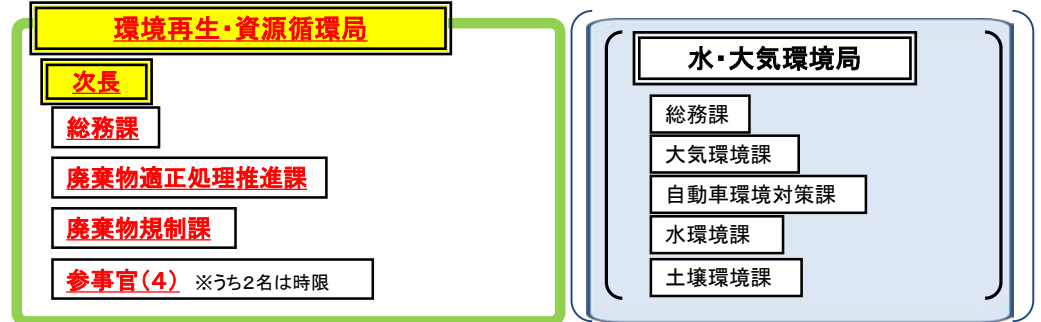 環境再生・資源循環局
次長
総務課
廃棄物適正処理推進課
廃棄物規制課
参事官(4) ※うち2名は時限
水・大気環境局
総務課
大気環境課
自動車環境対策課
水環境課
土壌環境課